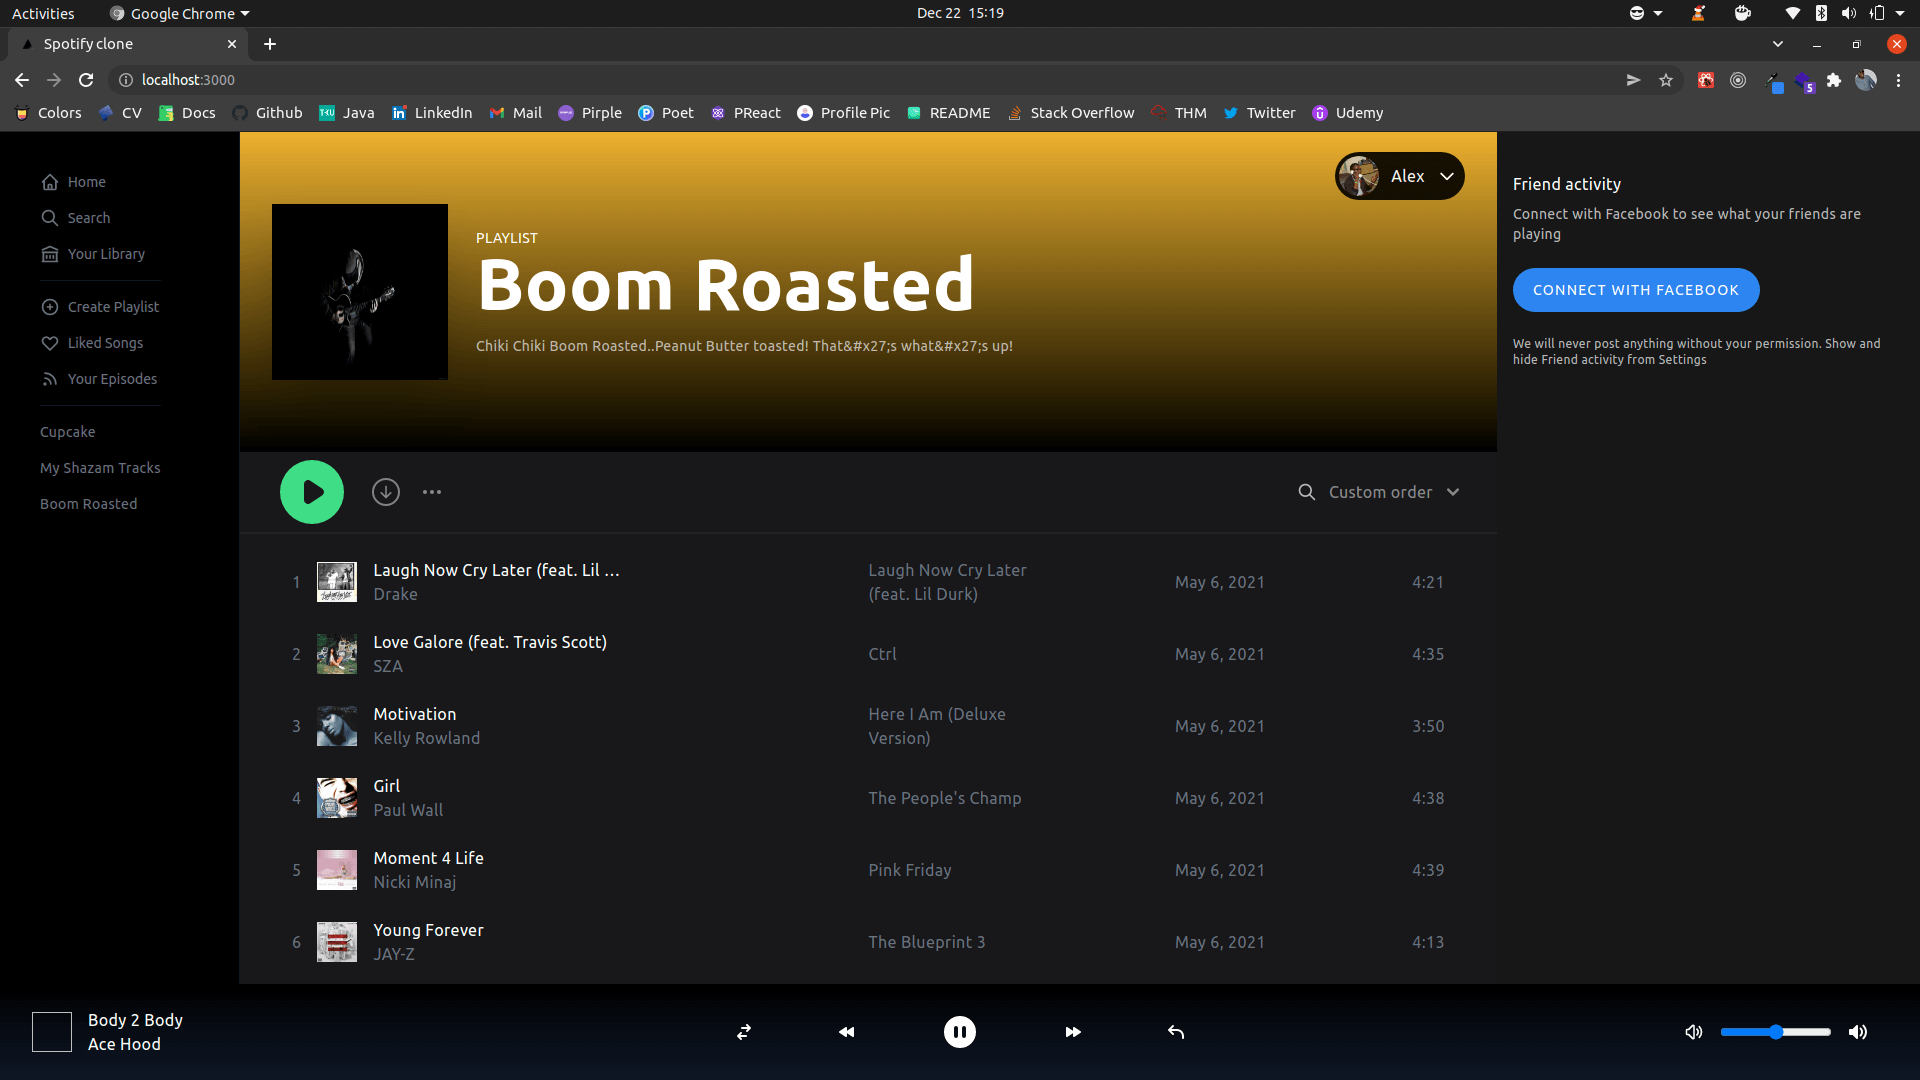 Activities Google Chrome Dec 22 15:19
Spotify clone
localhost:3000
5
Colors CV Docs Github Java LinkedIn Mail Pirple Poet PReact Profile Pic README Stack Overflow THM Twitter Udemy
Home
Search
Your Library
Create Playlist
Liked Songs
Your Episodes
Cupcake
My Shazam Tracks
Boom Roasted
Alex
PLAYLIST
Boom Roasted
Chiki Chiki Boom Roasted..Peanut Butter toasted! That&#x27;s what&#x27;s up!
Custom order
1 Laugh Now Cry Later (feat. Lil … Laugh Now Cry Later May 6, 2021 4:21
Drake (feat. Lil Durk)
2 Love Galore (feat. Travis Scott) Ctrl May 6, 2021 4:35
SZA
3 Motivation Here I Am (Deluxe May 6, 2021 3:50
Kelly Rowland Version)
4 Girl The People's Champ May 6, 2021 4:38
Paul Wall
5 Moment 4 Life Pink Friday May 6, 2021 4:39
Nicki Minaj
6 Young Forever The Blueprint 3 May 6, 2021 4:13
JAY-Z
Friend activity
Connect with Facebook to see what your friends are
playing
CONNECT WITH FACEBOOK
We will never post anything without your permission. Show and
hide Friend activity from Settings
Body 2 Body
Ace Hood